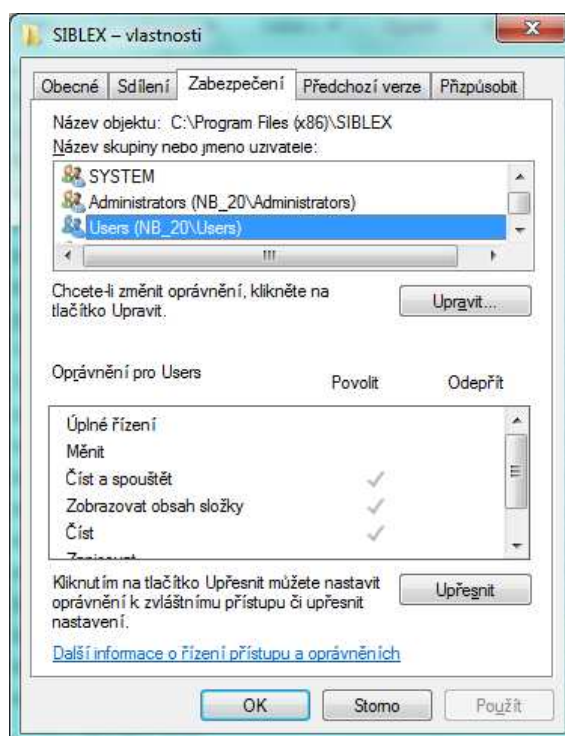 SIBLEX – vlastnosti
Obecné Sdílení Zabezpečení Předchozí verze Přizpůsobit
Název objektu: C:\Program Files (x86)\SIBLEX
Název skupiny nebo jmeno uzivatele:
SYSTEM
Administrators (NB_20\Administrators)
Users (NB_20\Users)
Chcete-li změnit oprávnění, klikněte na
tlačítko Upravit.
Upravit...
Oprávnění pro Users Povolit Odepřít
Úplné řízení
Měnit
Číst a spouštět
Zobrazovat obsah složky
Číst
Zapisovat
Kliknutím na tlačítko Upřesnit můžete nastavit
oprávnění k zvláštnímu přístupu či upřesnit
nastavení.
Upřesnit
Další informace o řízení přístupu a oprávněních
OK Storno Použít